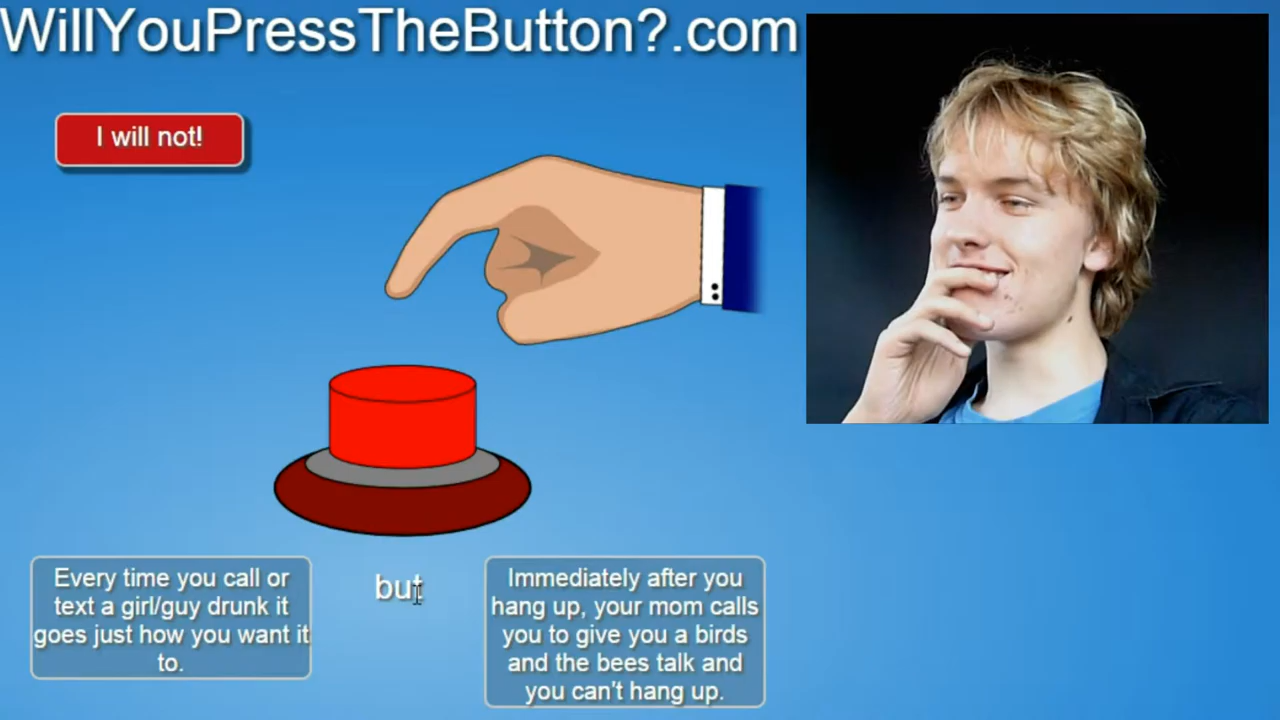 WillYouPressTheButton?.com
I will not!
Every time you call or
text a girl/guy drunk it
goes just how you want it
to.
but
Immediately after you
hang up, your mom calls
you to give you a birds
and the bees talk and
you can't hang up.